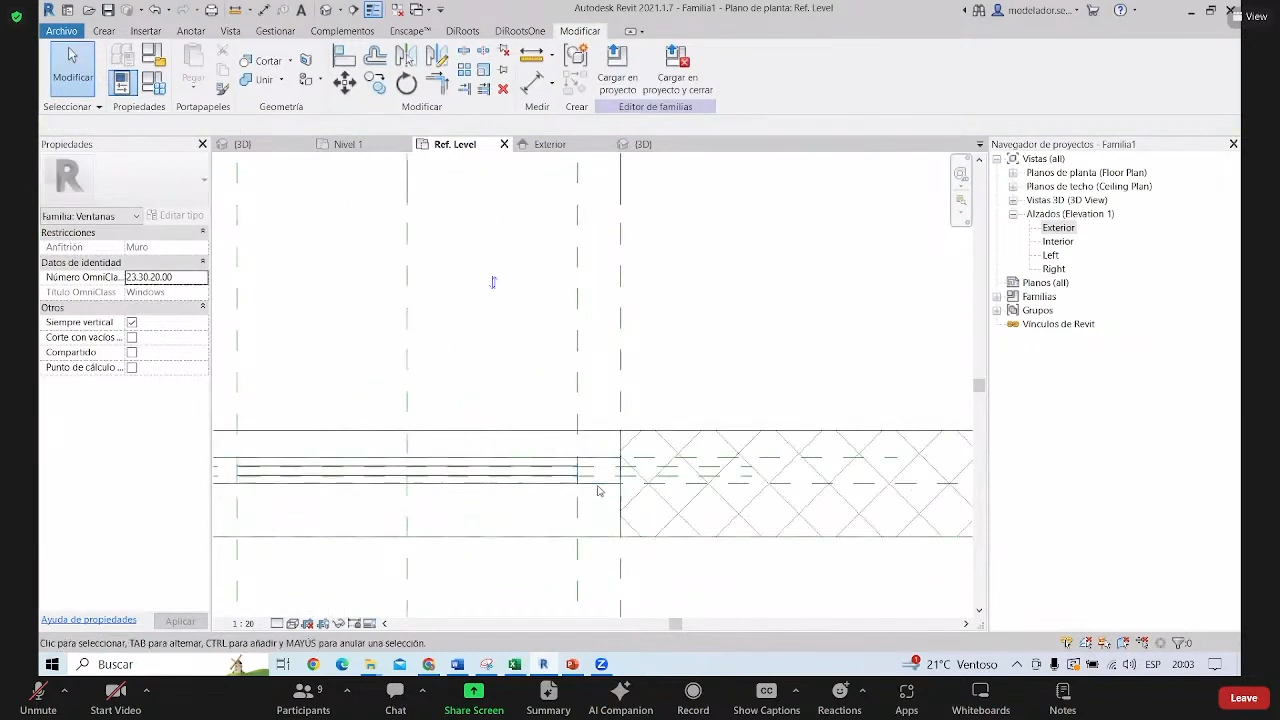 Autodesk Revit 2021.1.7 - Familia1 - Plano de planta: Ref. Level
modelador.se...
View
Archivo Crear Insertar Anotar Vista Gestionar Complementos Enscape™ DiRoots DiRootsOne Modificar
Modificar
Pegar
Cortar
Unir
Cargar en
proyecto
Cargar en
proyecto y cerrar
Seleccionar Propiedades Portapapeles Geometría Modificar Medir Crear Editor de familias
Propiedades
{3D} Nivel 1 Ref. Level Exterior {3D}
Navegador de proyectos - Familia1
R
Familia: Ventanas
Editar tipo
Restricciones
Anfitrión Muro
Datos de identidad
Número OmniCla... 23.30.20.00
Título OmniClass Windows
Otros
Siempre vertical
Corte con vacíos ...
Compartido
Punto de cálculo ...
Vistas (all)
Planos de planta (Floor Plan)
Planos de techo (Ceiling Plan)
Vistas 3D (3D View)
Alzados (Elevation 1)
Exterior
Interior
Left
Right
Planos (all)
Familias
Grupos
Vínculos de Revit
Ayuda de propiedades
Aplicar
1 : 20
Clic para seleccionar, TAB para alternar, CTRL para añadir y MAYÚS para anular una selección.
:0
Buscar
21°C Ventoso
ESP
20:03
9
Unmute Start Video Participants Chat Share Screen Summary AI Companion Record Show Captions Reactions Apps Whiteboards Notes
Leave